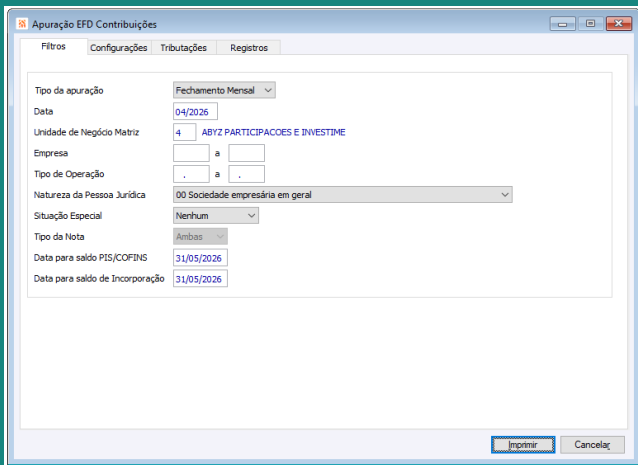 Apuração EFD Contribuições
Filtros Configurações Tributações Registros
Tipo da apuração Fechamento Mensal
Data 04/2026
Unidade de Negócio Matriz 4 ABYZ PARTICIPACOES E INVESTIME
Empresa a
Tipo de Operação . a .
Natureza da Pessoa Jurídica 00 Sociedade empresária em geral
Situação Especial Nenhum
Tipo da Nota Ambas
Data para saldo PIS/COFINS 31/05/2026
Data para saldo de Incorporação 31/05/2026
Imprimir Cancelar